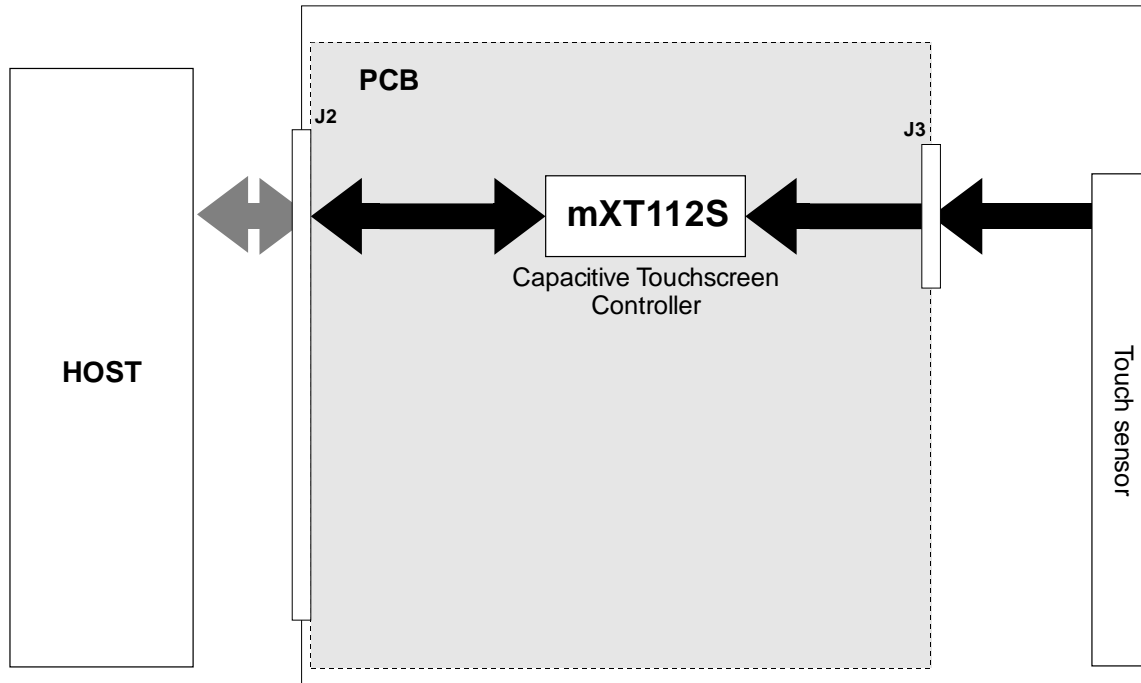 PCB
J2
J3
mXT112S
Capacitive Touchscreen
Controller
HOST
Touch sensor